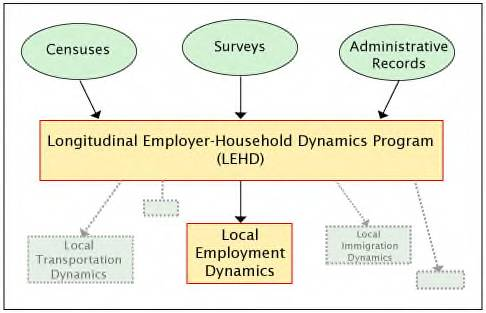 Censuses
Surveys
Administrative
Records
Longitudinal Employer-Household Dynamics Program
(LEHD)
Local
Transportation
Dynamics
Local
Employment
Dynamics
Local
Immigration
Dynamics